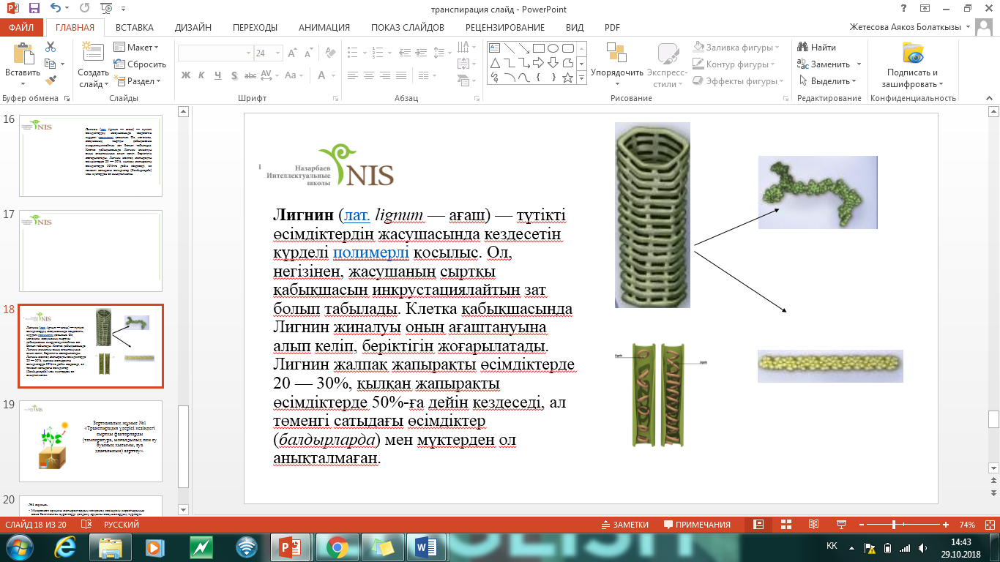 транспирация слайд - PowerPoint
ФАЙЛ ГЛАВНАЯ ВСТАВКА ДИЗАЙН ПЕРЕХОДЫ АНИМАЦИЯ ПОКАЗ СЛАЙДОВ РЕЦЕНЗИРОВАНИЕ ВИД PDF Жетесова Аякоз Болаткызы
Макет
Сбросить
Раздел
Вставить
Создать слайд
24
Ж К Ч S abc AV Aa A
Упорядочить
Экспресс-стили
Заливка фигуры
Контур фигуры
Эффекты фигуры
Найти
Заменить
Выделить
Подписать и зашифровать
Буфер обмена Слайды Шрифт Абзац Рисование Редактирование Конфиденциальность
16
NIS
17
18
19
Зертханалық жұмыс №1
«Транспирация үдерісі кезіндегі
сыртқы факторларды
(температура, ылғалдылық пен су
буының қысымы, ауа
қозғалысын) зерттеу».
20
Назарбаев
Интеллектуальные
школы
NIS
Лигнин (лат. lignum — ағаш) — түтікті
өсімдіктердің жасушасында кездесетін
күрделі полимерлі қосылыс. Ол,
негізінен, жасушаның сыртқы
қабықшасын инкрустациялайтын зат
болып табылады. Клетка қабықшасында
Лигнин жиналуы оның ағаштануына
алып келіп, беріктігін жоғарылатады.
Лигнин жалпақ жапырақты өсімдіктерде
20 — 30%, қылқан жапырақты
өсімдіктерде 50%-ға дейін кездеседі, ал
төменгі сатыдағы өсімдіктер
(балдырларда) мен мүктерден ол
анықталмаған.
Lignin
Lignin
СЛАЙД 18 ИЗ 20 РУССКИЙ ЗАМЕТКИ ПРИМЕЧАНИЯ 74%
KK 14:43
29.10.2018